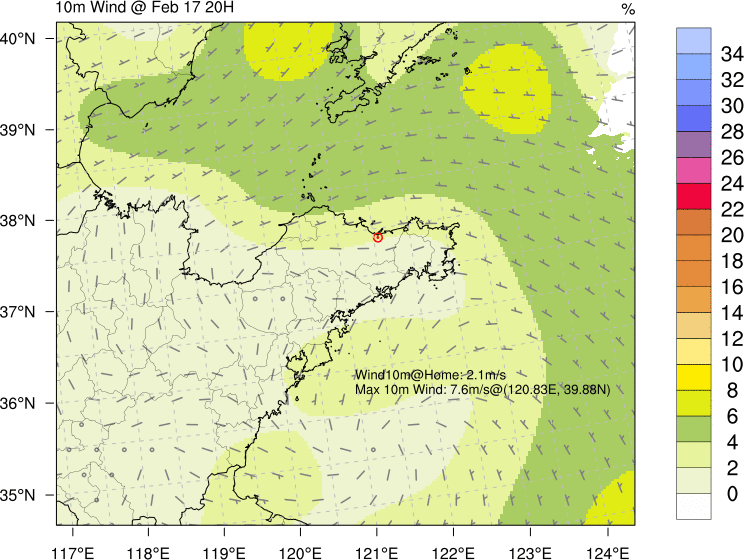 10m Wind @ Feb 17 20H
%
40°N
39°N
38°N
37°N
36°N
35°N
Wind10m@Home: 2.1m/s
Max 10m Wind: 7.6m/s@(120.83E, 39.88N)
117°E
118°E
119°E
120°E
121°E
122°E
123°E
124°E
34
32
30
28
26
24
22
20
18
16
14
12
10
8
6
4
2
0